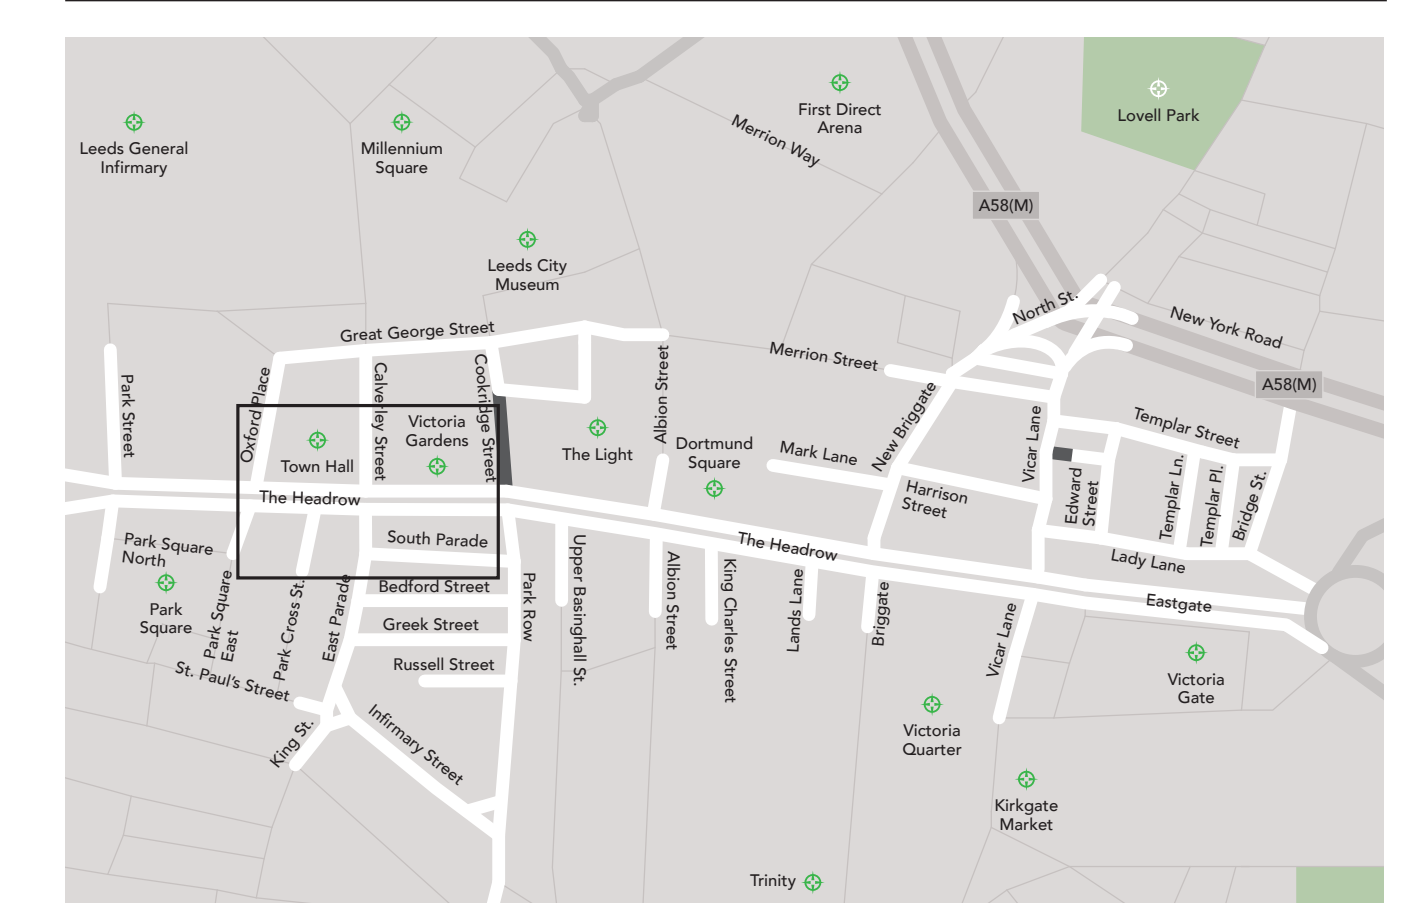 First Direct
Arena
Lovell Park
Merrion Way
Leeds General
Infirmary
Millennium
Square
A58(M)
Leeds City
Museum
North St.
New York Road
Great George Street
Merrion Street
A58(M)
Park Street
Oxford Place
Calverley Street
Cookridge Street
Albion Street
New Briggate
Vicar Lane
Templar Street
Victoria
Gardens
Town Hall
The Light
Dortmund
Square
Mark Lane
Harrison
Street
Edward
Street
Templar Ln.
Templar Pl.
Bridge St.
The Headrow
South Parade
The Headrow
Lady Lane
Park Square
North
Park
Square
Park Square
East
Park Cross St.
East Parade
Bedford Street
Greek Street
Russell Street
Park Row
Upper Basinghall St.
Albion Street
King Charles Street
Lands Lane
Briggate
Vicar Lane
Eastgate
St. Paul's Street
King St.
Infirmary Street
Victoria
Gate
Victoria
Quarter
Kirkgate
Market
Trinity